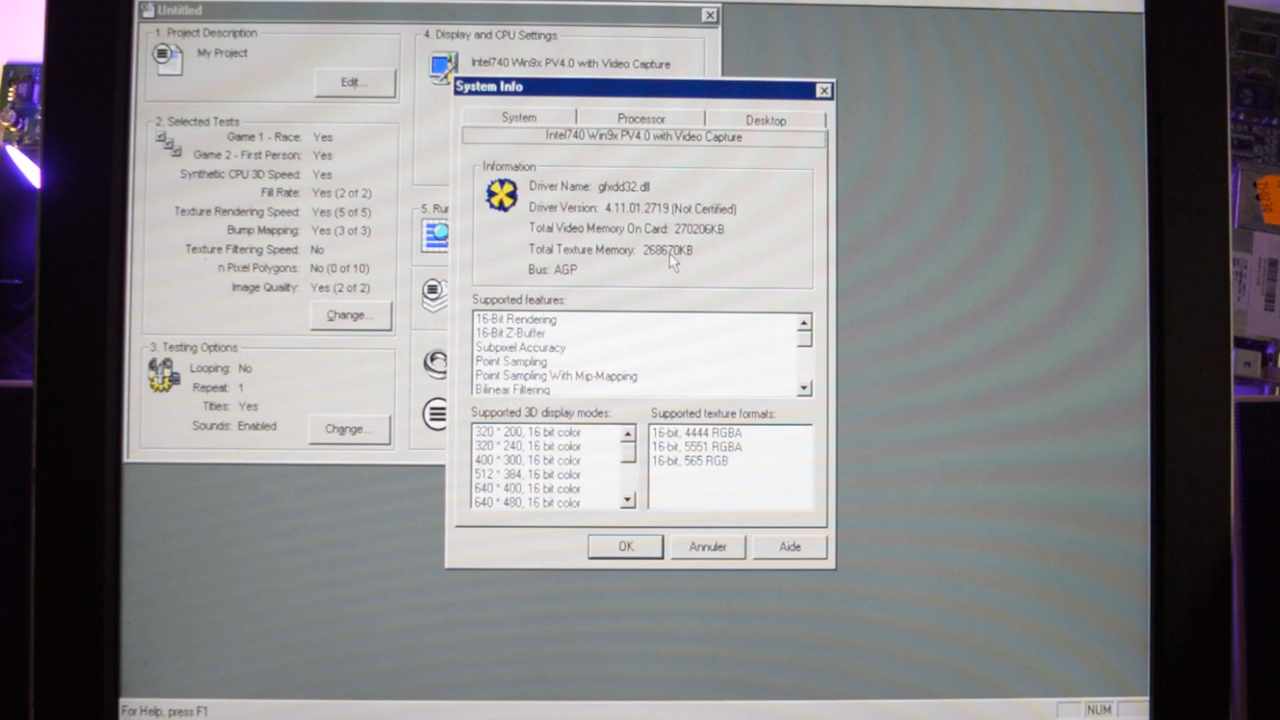 Untitled
1. Project Description
My Project
Edit...
2. Selected Tests
Game 1 - Race: Yes
Game 2 - First Person: Yes
Synthetic CPU 3D Speed: Yes
Fill Rate: Yes (2 of 2)
Texture Rendering Speed: Yes (5 of 5)
Bump Mapping: Yes (3 of 3)
Texture Filtering Speed: No
n Pixel Polygons: No (0 of 10)
Image Quality: Yes (2 of 2)
Change...
3. Testing Options
Looping: No
Repeat: 1
Titles: Yes
Sounds: Enabled
Change...
4. Display and CPU Settings
Intel740 Win9x PV4.0 with Video Capture
5. Run
System Info
System
Processor
Desktop
Intel740 Win9x PV4.0 with Video Capture
Information
Driver Name: gfxdd32.dll
Driver Version: 4.11.01.2719 (Not Certified)
Total Video Memory On Card: 270206KB
Total Texture Memory: 268670KB
Bus: AGP
Supported features:
16-Bit Rendering
16-Bit Z-Buffer
Subpixel Accuracy
Point Sampling
Point Sampling With Mip-Mapping
Bilinear Filtering
Supported 3D display modes:
320 * 200, 16 bit color
320 * 240, 16 bit color
400 * 300, 16 bit color
512 * 384, 16 bit color
640 * 400, 16 bit color
640 * 480, 16 bit color
Supported texture formats:
16-bit, 4444 RGBA
16-bit, 5551 RGBA
16-bit, 565 RGB
OK
Annuler
Aide
For Help, press F1
NUM